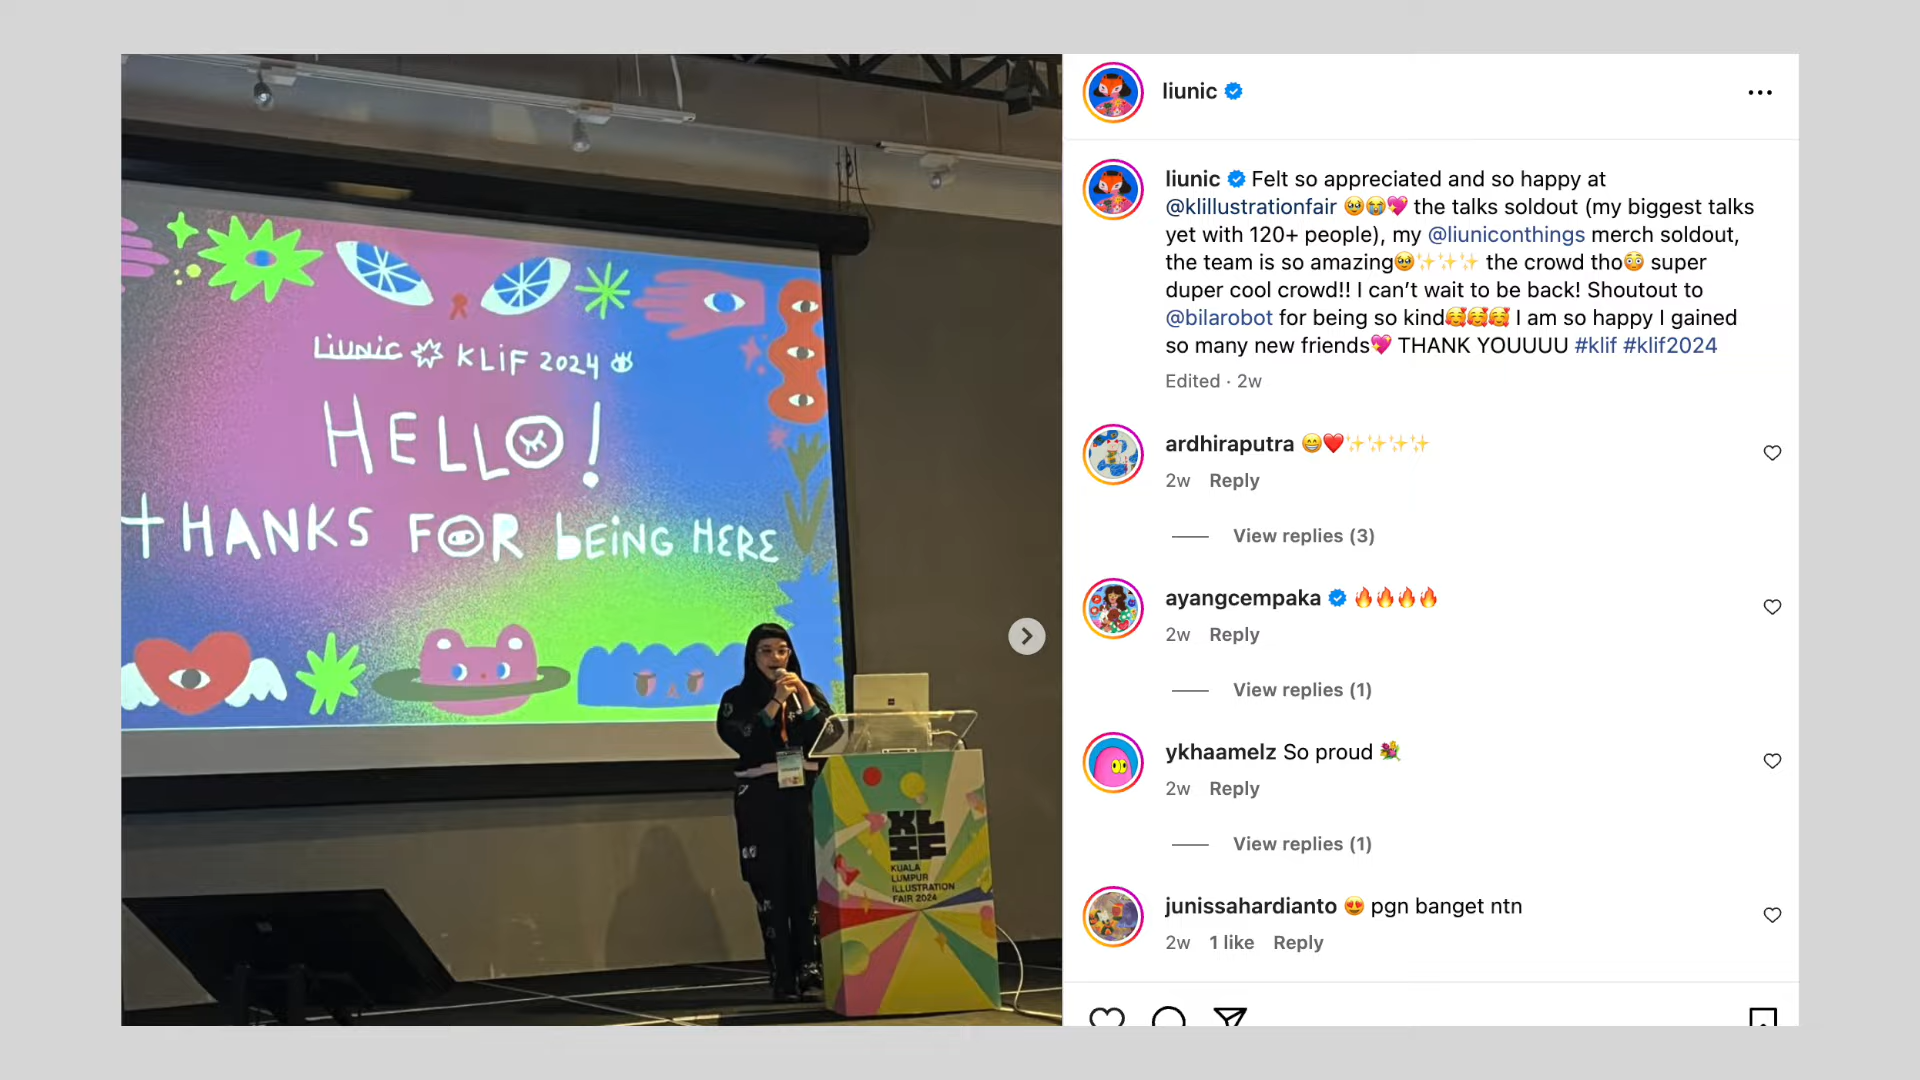 LiUNiC KLiF 2024
HELLO!
tHANKS FOR bEiNG HERE
KL
IF
KUALA
LUMPUR
ILLUSTRATION
FAIR 2024
liunic
liunic Felt so appreciated and so happy at
@klillustrationfair 🥹😭💖 the talks soldout (my biggest talks
yet with 120+ people), my @liuniconthings merch soldout,
the team is so amazing🥹✨✨✨ the crowd tho😳 super
duper cool crowd!! I can’t wait to be back! Shoutout to
@bilarobot for being so kind🥰🥰🥰 I am so happy I gained
so many new friends💖 THANK YOUUUU #klif #klif2024
Edited · 2w
ardhiraputra 😁❤️✨✨✨✨
2w Reply
View replies (3)
ayangcempaka 🔥🔥🔥🔥
2w Reply
View replies (1)
ykhaamelz So proud 💐
2w Reply
View replies (1)
junissahardianto 😍 pgn banget ntn
2w 1 like Reply